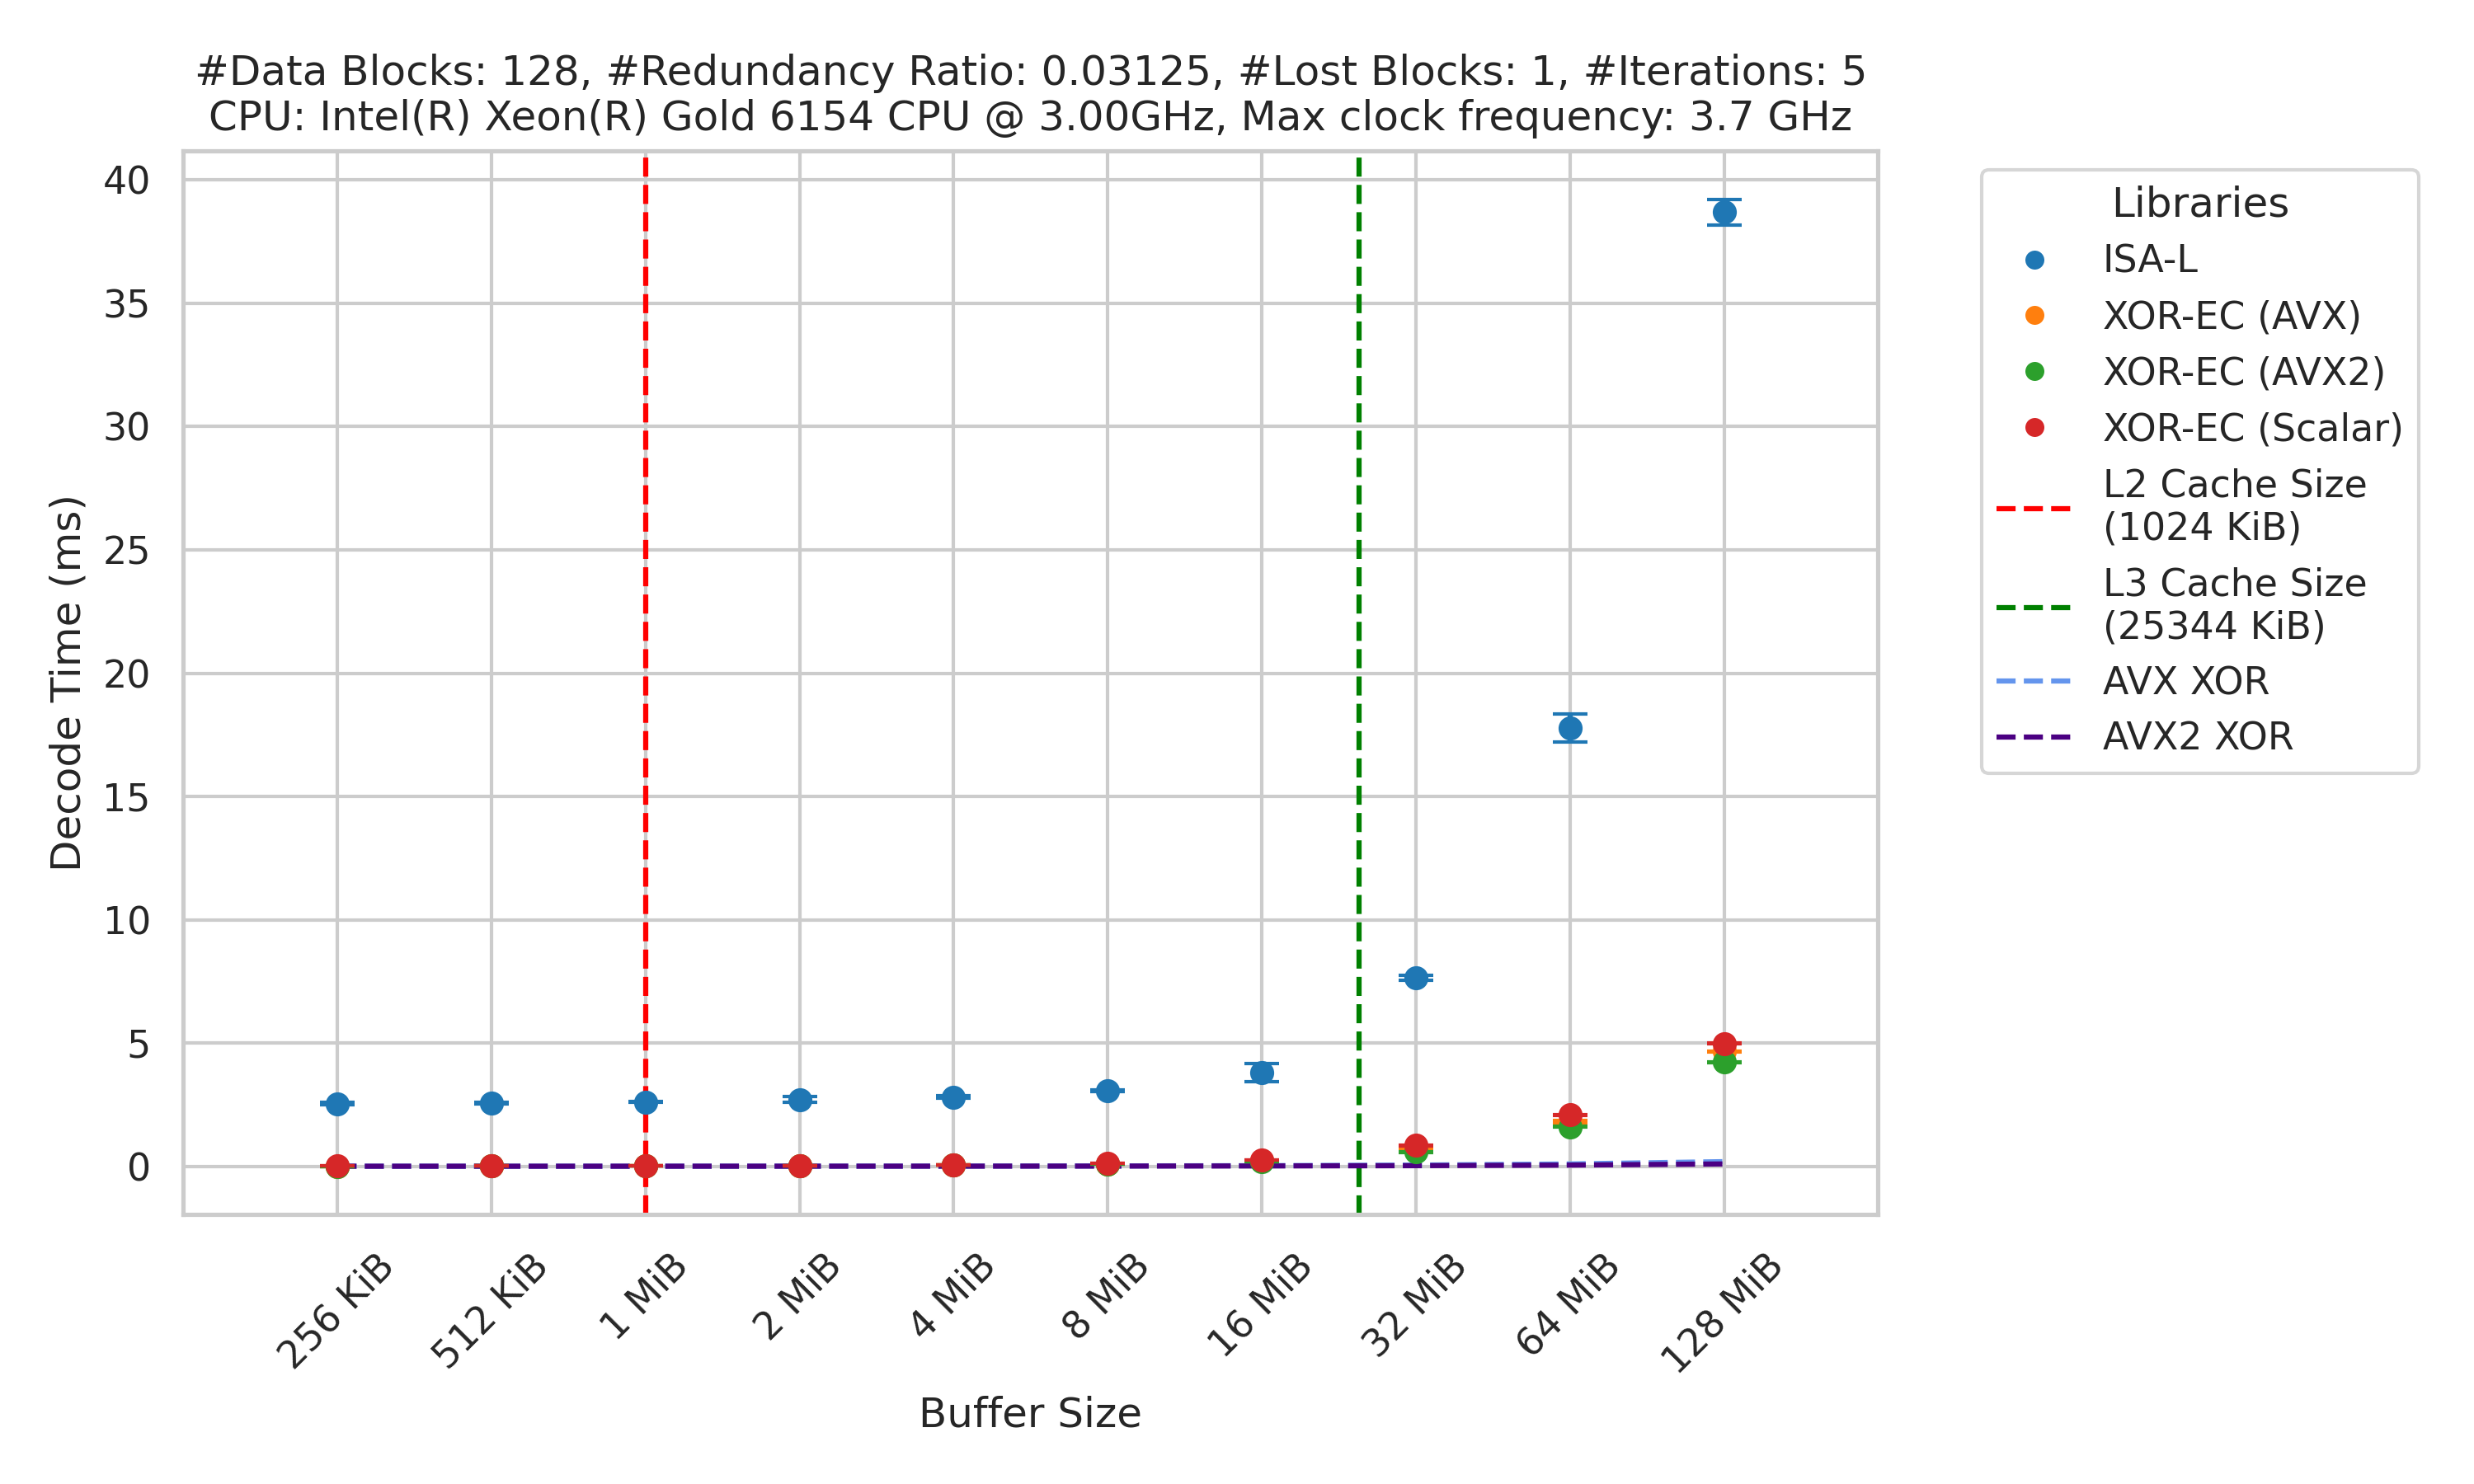 #Data Blocks: 128, #Redundancy Ratio: 0.03125, #Lost Blocks: 1, #Iterations: 5
CPU: Intel(R) Xeon(R) Gold 6154 CPU @ 3.00GHz, Max clock frequency: 3.7 GHz
40
35
30
25
20
15
10
5
0
Decode Time (ms)
256 KiB
512 KiB
1 MiB
2 MiB
4 MiB
8 MiB
16 MiB
32 MiB
64 MiB
128 MiB
Buffer Size
Libraries
ISA-L
XOR-EC (AVX)
XOR-EC (AVX2)
XOR-EC (Scalar)
L2 Cache Size
(1024 KiB)
L3 Cache Size
(25344 KiB)
AVX XOR
AVX2 XOR